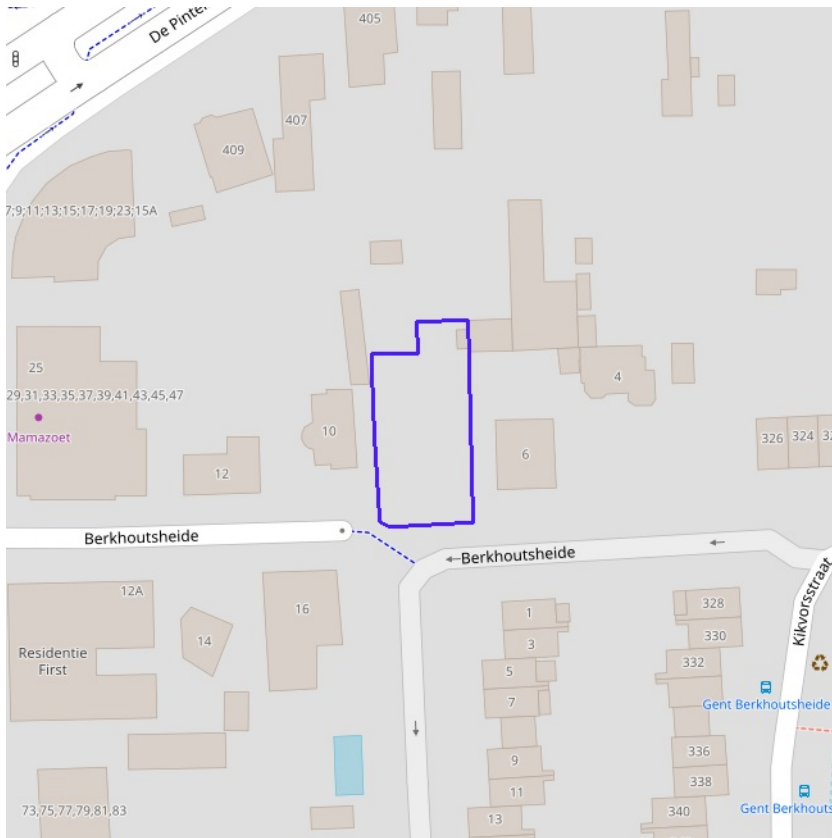 405
De Pintel
407
409
7;9;11;13;15;17;19;23;15A
25
29,31,33,35,37,39,41,43,45,47
Mamazoet
10
12
4
6
326
324
Berkhoutsheide
Berkhoutsheide
Kikvorsstraat
12A
16
14
Residentie
First
1
3
5
7
9
11
13
328
330
332
Gent Berkhoutsheide
336
338
340
Gent Berkhouts
73,75,77,79,81,83